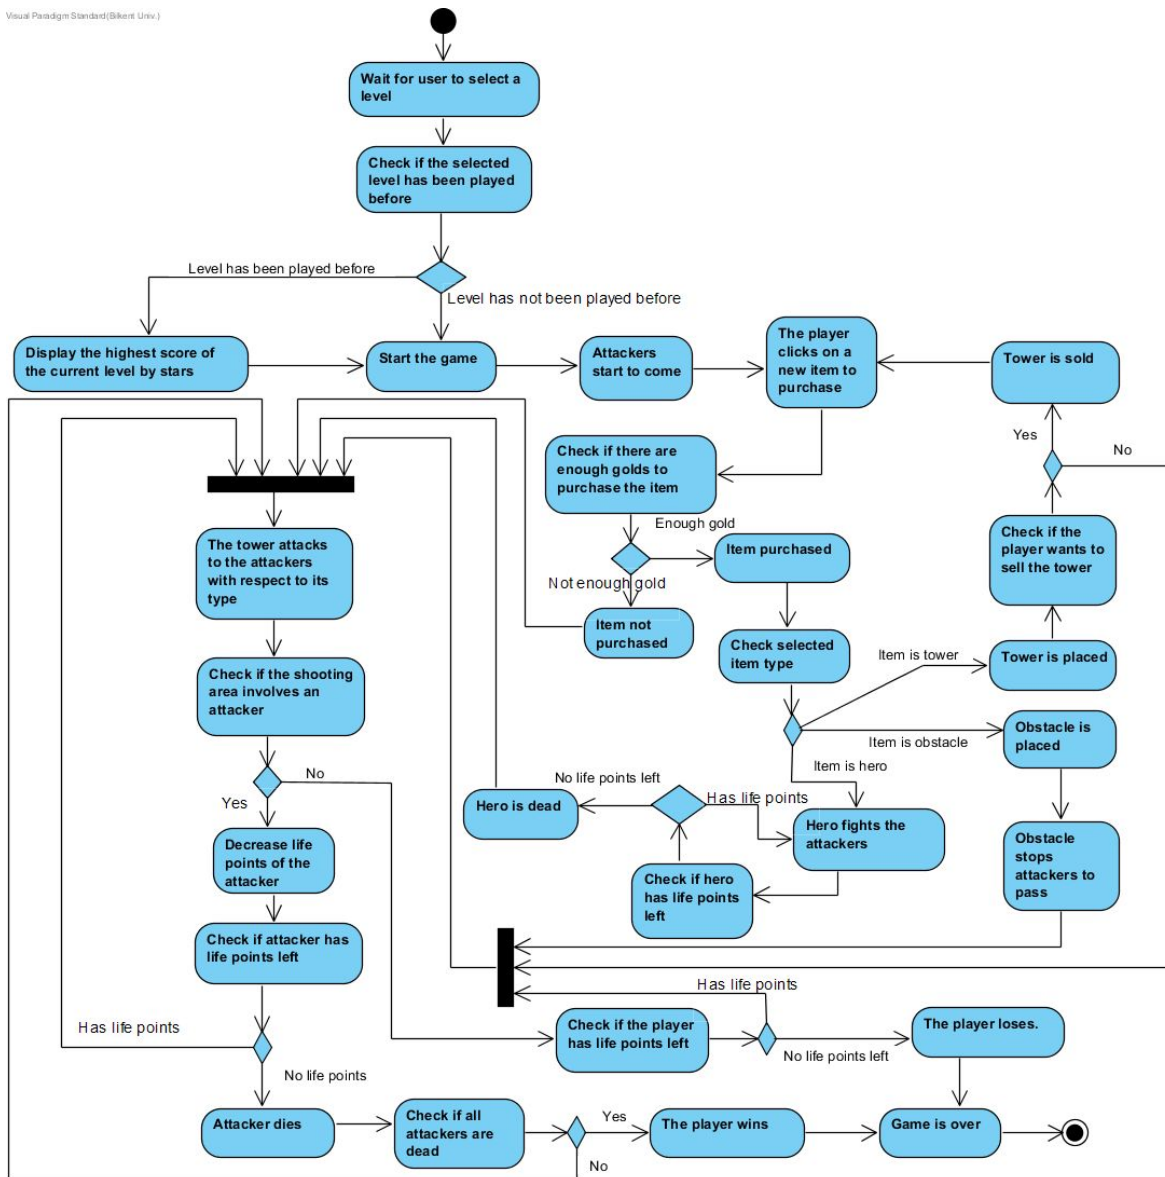 Visual Paradigm Standard(Bilkent Univ.)
Wait for user to select a
level
Check if the selected
level has been played
before
Level has been played before
Level has not been played before
Display the highest score of
the current level by stars
Start the game
Attackers
start to come
The player
clicks on a
new item to
purchase
Tower is sold
Yes
No
Check if there are
enough golds to
purchase the item
Enough gold
Not enough gold
Item purchased
Item not
purchased
Check the
player wants to
sell the tower
Check selected
item type
Item is tower
Tower is placed
Item is obstacle
Obstacle is
placed
Item is hero
The tower attacks
to the attackers
with respect to its
type
Check if the shooting
area involves an
attacker
No
Yes
No life points left
Has life points
Hero is dead
Hero fights the
attackers
Check if hero
has life points
left
Obstacle
stops
attackers to
pass
Decrease life
points of the
attacker
Check if attacker has
life points left
Has life points
No life points
Has life points
Check if the player
has life points left
No life points left
The player loses.
Attacker dies
Check if all
attackers are
dead
Yes
No
The player wins
Game is over